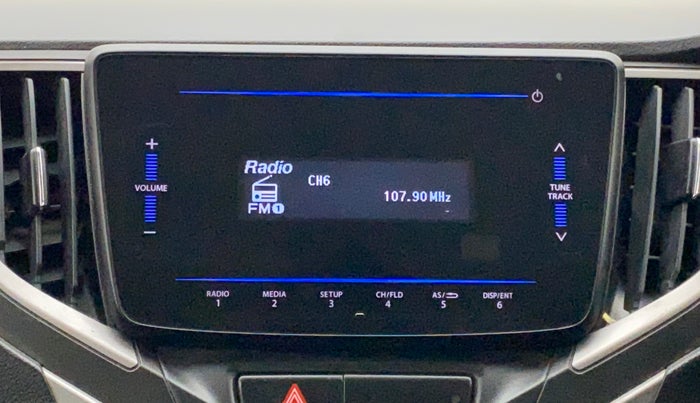 Radio
CH6
107.90 MHz
FM1
+
VOLUME
−
TUNE
TRACK
RADIO
1
MEDIA
2
SETUP
3
CH/FLD
4
AS/
5
DISP/ENT
6